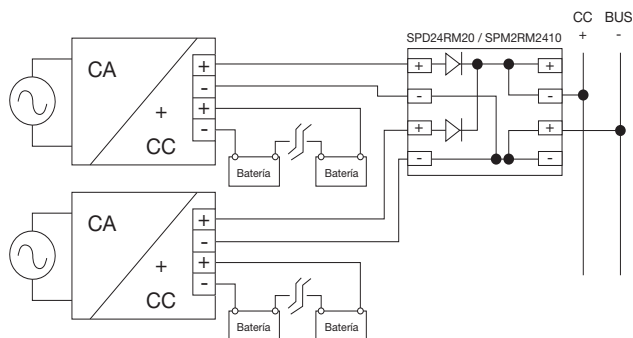 CC BUS
+ -
SPD24RM20 / SPM2RM2410
CA
+
CC
+
-
+
-
Batería Batería
+ +
- -
+ +
- -
CA
+
CC
+
-
+
-
Batería Batería